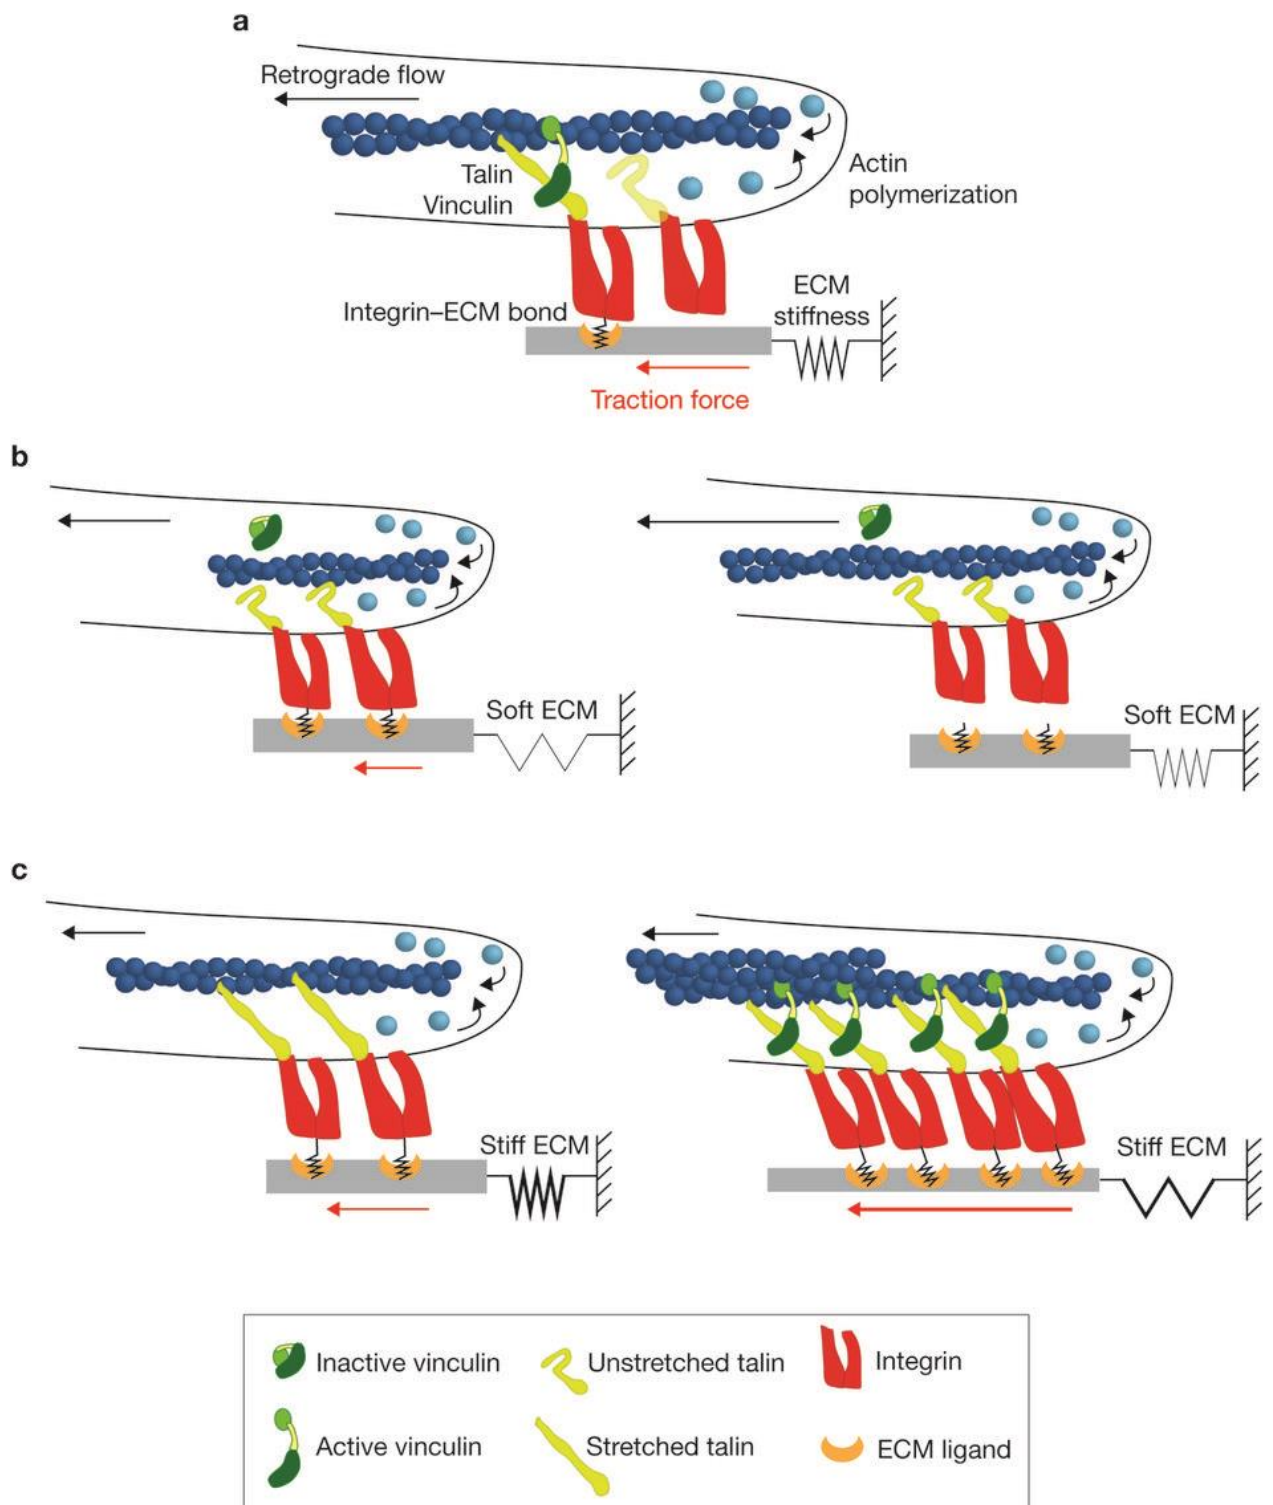 a
Retrograde flow
Talin
Vinculin
Actin
polymerization
Integrin–ECM bond
ECM
stiffness
Traction force
b
Soft ECM
Soft ECM
c
Stiff ECM
Stiff ECM
Inactive vinculin
Unstretched talin
Integrin
Active vinculin
Stretched talin
ECM ligand